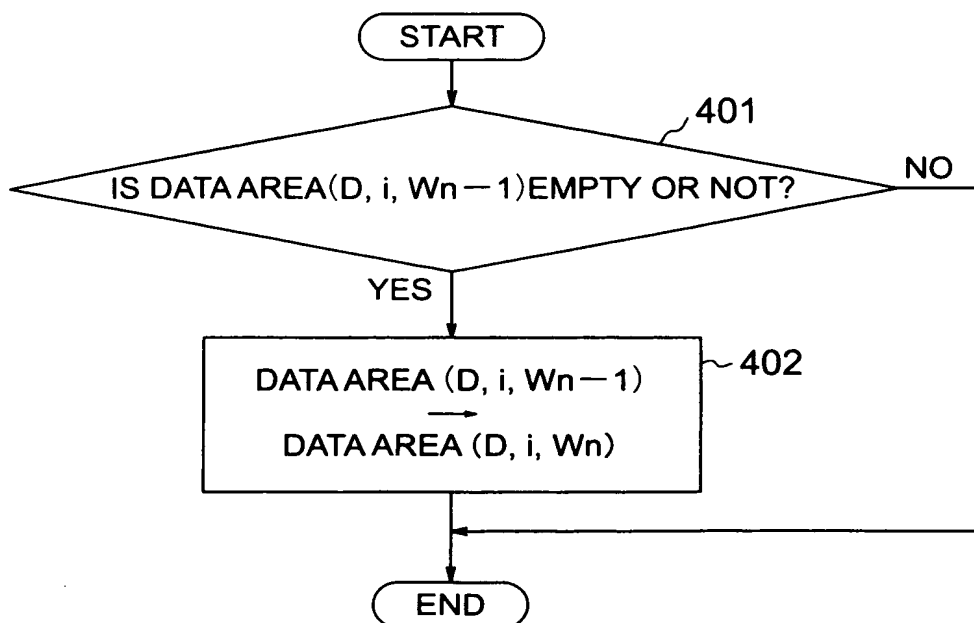 START
401
IS DATA AREA(D, i, Wn−1)EMPTY OR NOT?
NO
YES
402
DATA AREA (D, i, Wn−1)
→
DATA AREA (D, i, Wn)
END